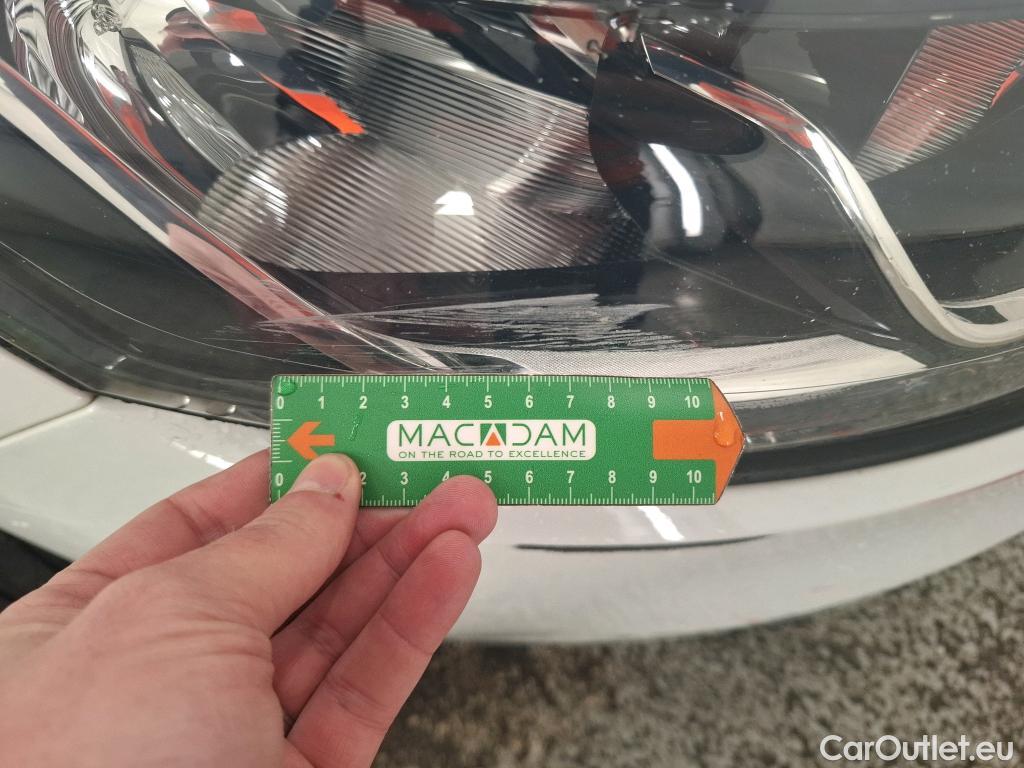 0 1 2 3 4 5 6 7 8 9 10
MACADAM
ON THE ROAD TO EXCELLENCE
0 2 3 4 5 6 7 8 9 10
CarOutlet.eu